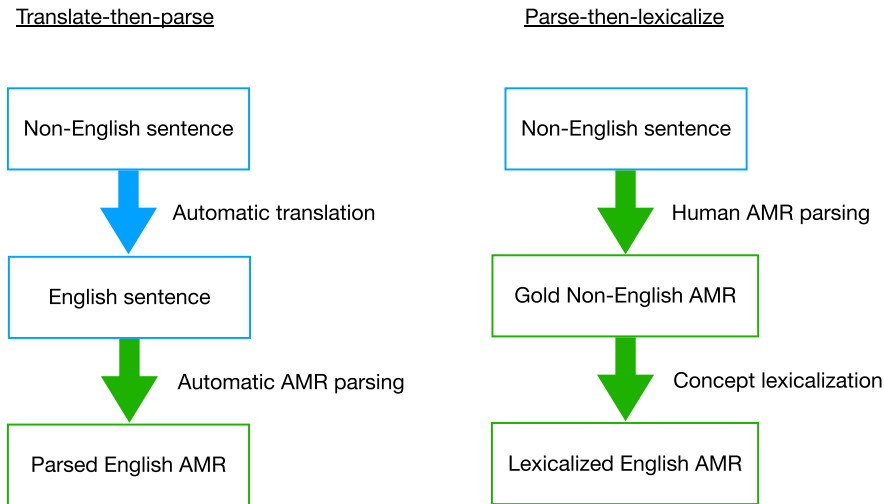 Translate-then-parse
Non-English sentence
Automatic translation
English sentence
Automatic AMR parsing
Parsed English AMR
Parse-then-lexicalize
Non-English sentence
Human AMR parsing
Gold Non-English AMR
Concept lexicalization
Lexicalized English AMR